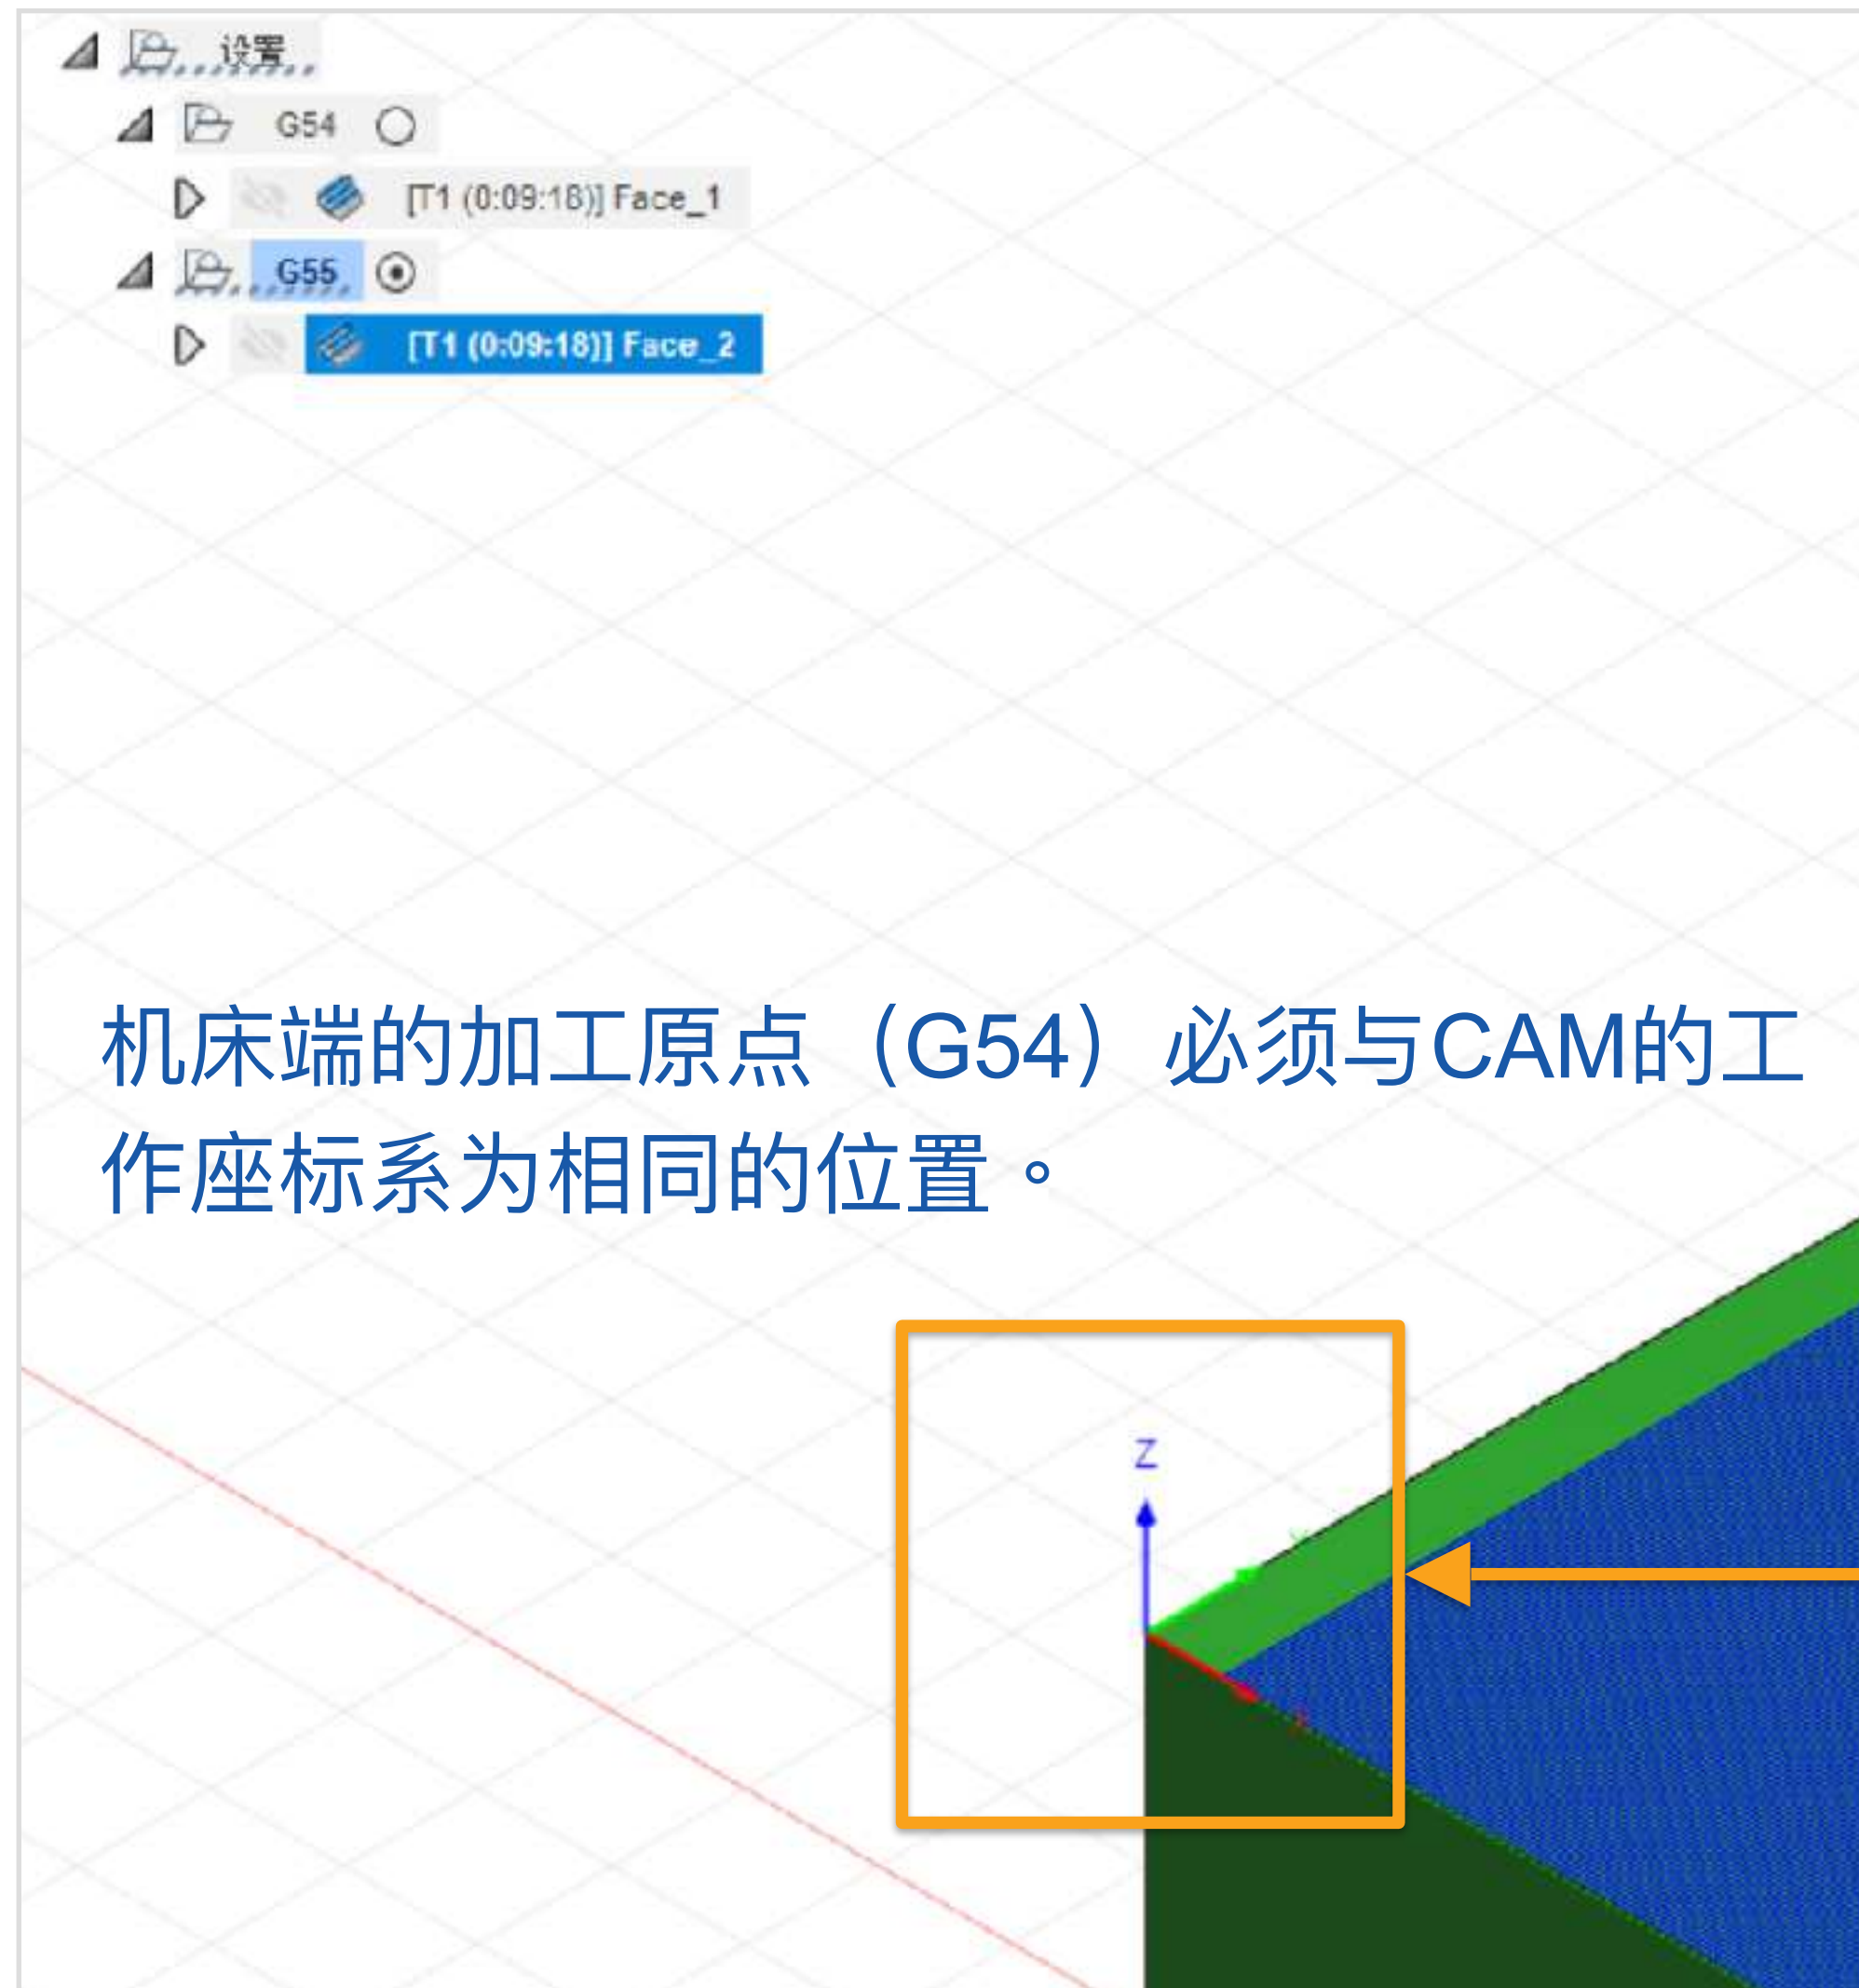 设置
G54
[T1 (0:09:18)] Face_1
G55
[T1 (0:09:18)] Face_2
机床端的加工原点（G54）必须与CAM的工
作座标系为相同的位置。
Z
Y
X